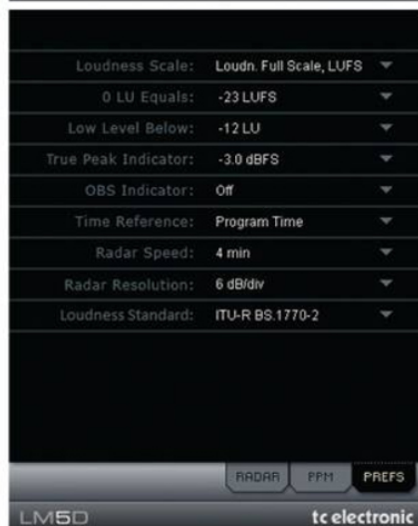 Loudness Scale: Loudn. Full Scale, LUFS
0 LU Equals: -23 LUFS
Low Level Below: -12 LU
True Peak Indicator: -3.0 dBFS
OBS Indicator: Off
Time Reference: Program Time
Radar Speed: 4 min
Radar Resolution: 6 dB/div
Loudness Standard: ITU-R BS.1770-2
RADAR PPM PREFS
LM5D tc electronic